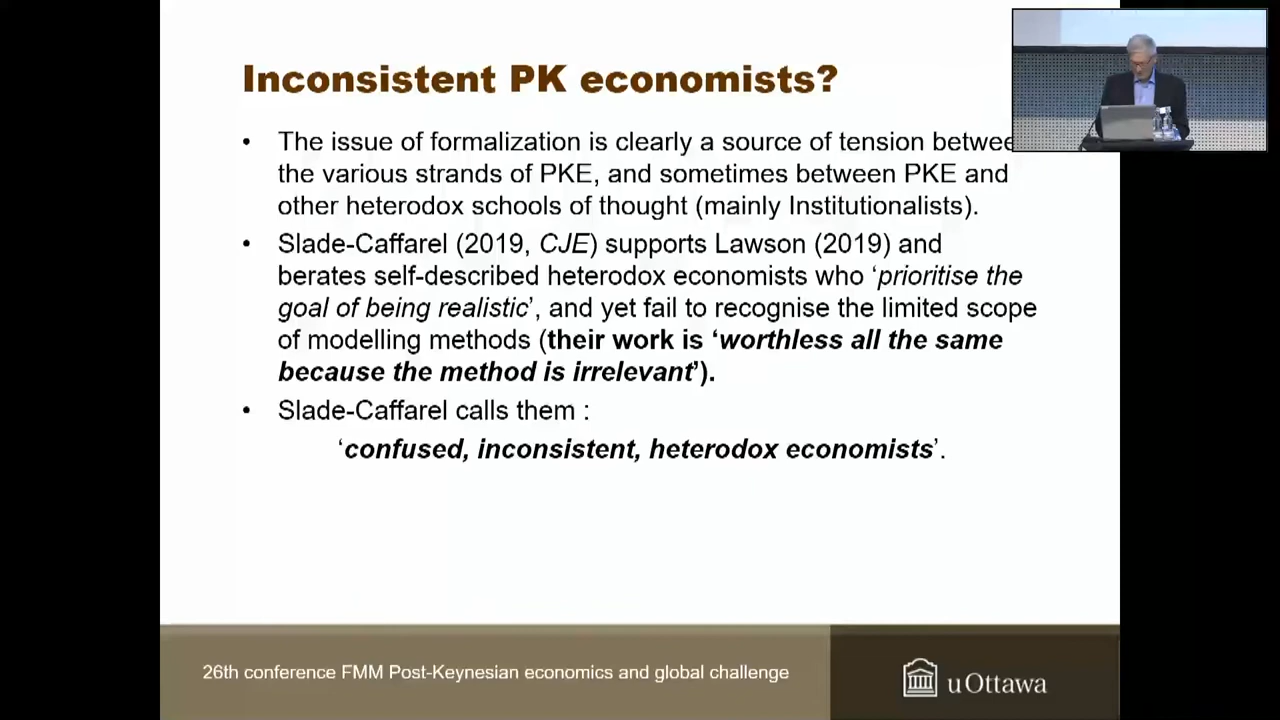 Inconsistent PK economists?
• The issue of formalization is clearly a source of tension
the various strands of PKE, and sometimes between PKE and
other heterodox schools of thought (mainly Institutionalists).
• Slade-Caffarel (2019, CJE) supports Lawson (2019) and
berates self-described heterodox economists who ‘prioritise the
goal of being realistic’, and yet fail to recognise the limited scope
of modelling methods (their work is ‘worthless all the same
because the method is irrelevant’).
• Slade-Caffarel calls them :
‘confused, inconsistent, heterodox economists’.
26th conference FMM Post-Keynesian economics and global challenge
uOttawa